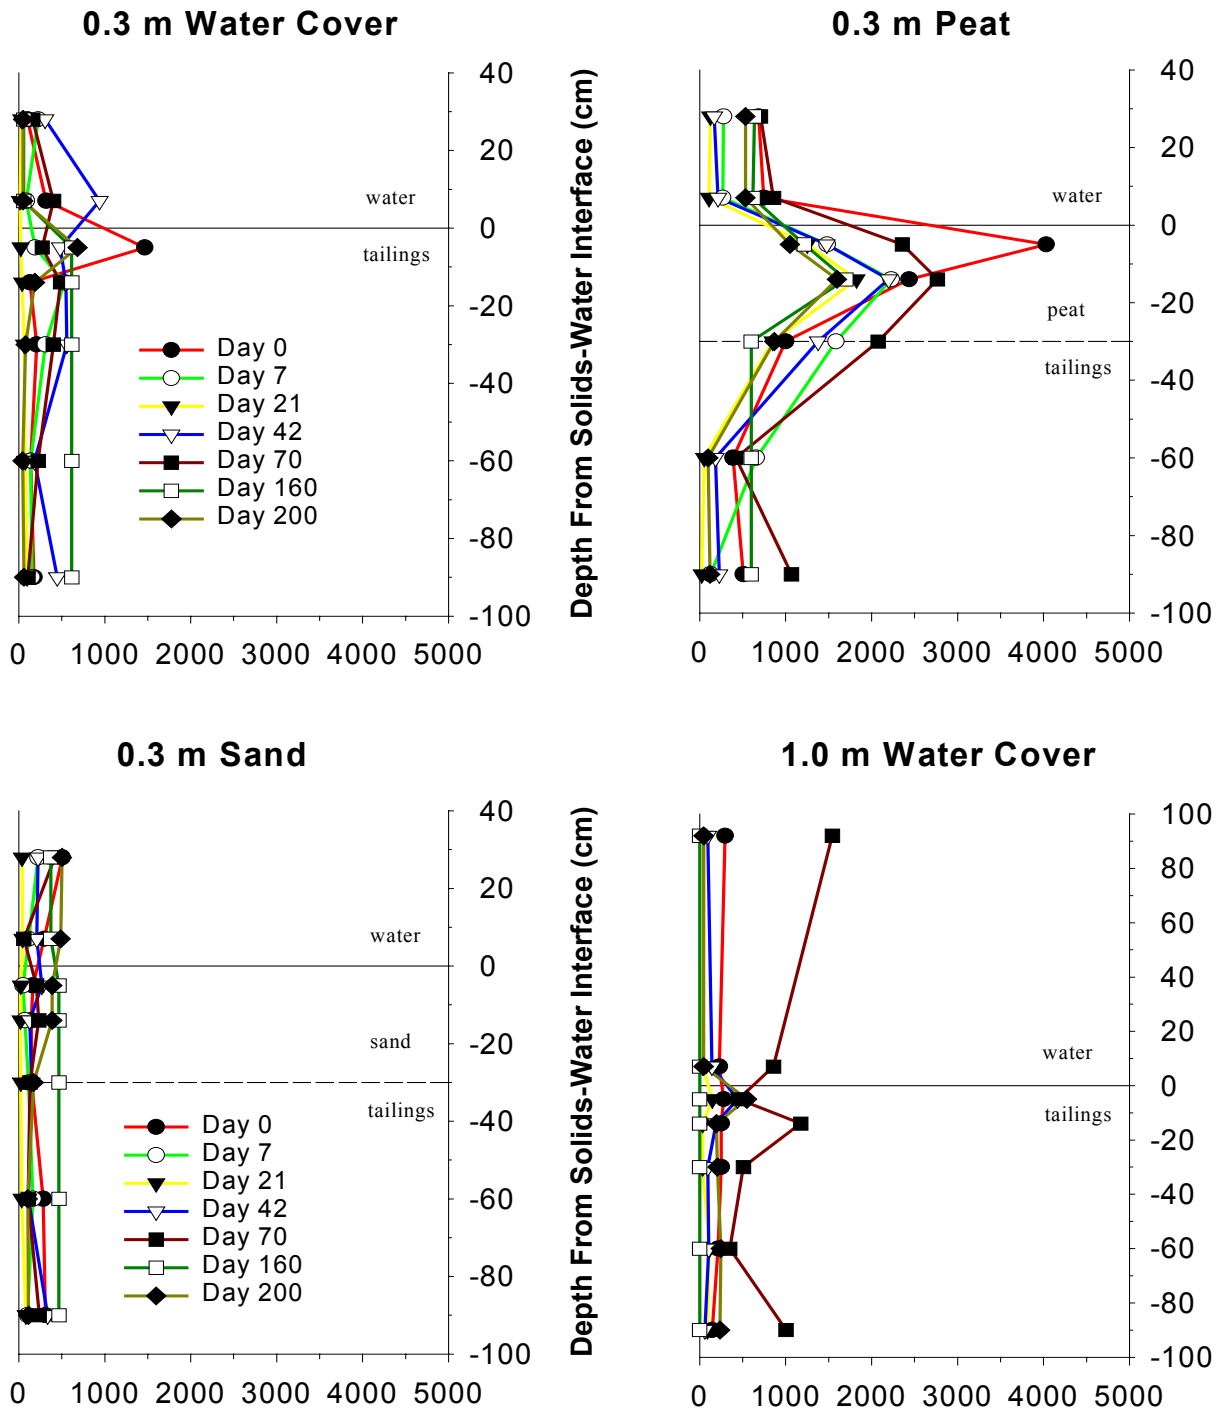 0.3 m Water Cover
40
20
water
0
tailings
-20
-40
-60
-80
-100
Day 0
Day 7
Day 21
Day 42
Day 70
Day 160
Day 200
0 1000 2000 3000 4000 5000
Depth From Solids-Water Interface (cm)
0.3 m Peat
40
20
water
0
-20
peat
tailings
-40
-60
-80
-100
0 1000 2000 3000 4000 5000
0.3 m Sand
40
20
water
0
sand
-20
tailings
-40
-60
-80
-100
Day 0
Day 7
Day 21
Day 42
Day 70
Day 160
Day 200
0 1000 2000 3000 4000 5000
Depth From Solids-Water Interface (cm)
1.0 m Water Cover
100
80
60
40
20
water
0
tailings
-20
-40
-60
-80
-100
0 1000 2000 3000 4000 5000